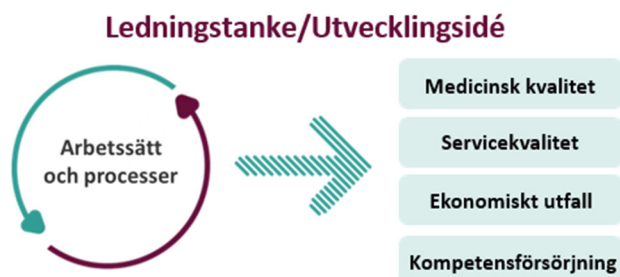 Ledningstanke/Utvecklingsidé
Arbetssätt
och processer
Medicinsk kvalitet
Servicekvalitet
Ekonomiskt utfall
Kompetensförsörjning